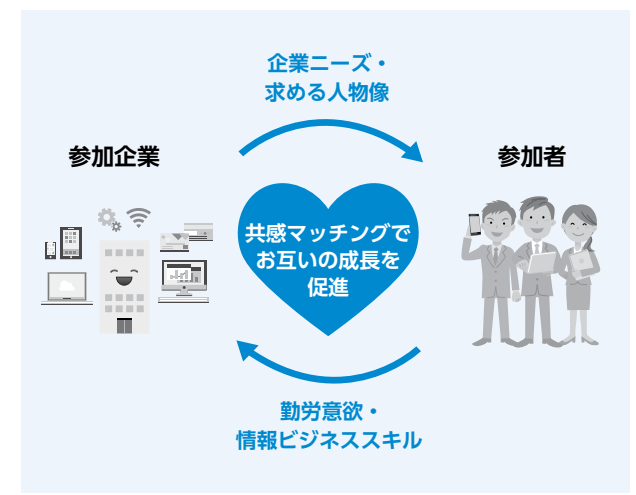 企業ニーズ・
求める人物像
参加企業
参加者
共感マッチングで
お互いの成長を
促進
勤労意欲・
情報ビジネススキル